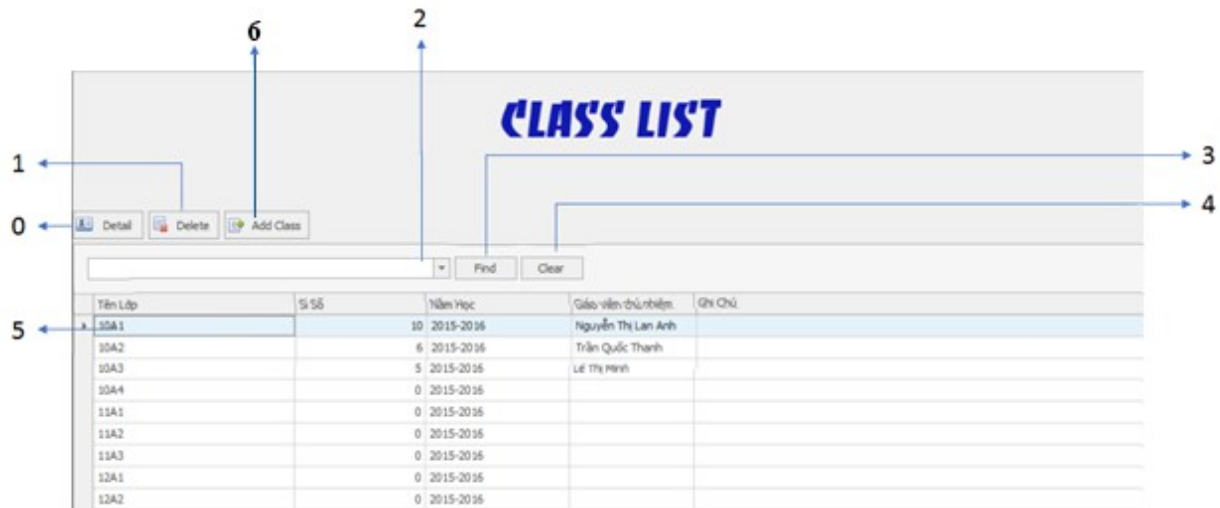 2
6
CLASS LIST
1
3
4
0 Detail Delete Add Class
Find Clear
Tên Lớp Sĩ Số Năm Học Giáo viên chủ nhiệm Ghi Chú
5 10A1 10 2015-2016 Nguyễn Thị Lan Anh
10A2 6 2015-2016 Trần Quốc Thanh
10A3 5 2015-2016 Lê Thị Minh
10A4 0 2015-2016
11A1 0 2015-2016
11A2 0 2015-2016
11A3 0 2015-2016
12A1 0 2015-2016
12A2 0 2015-2016